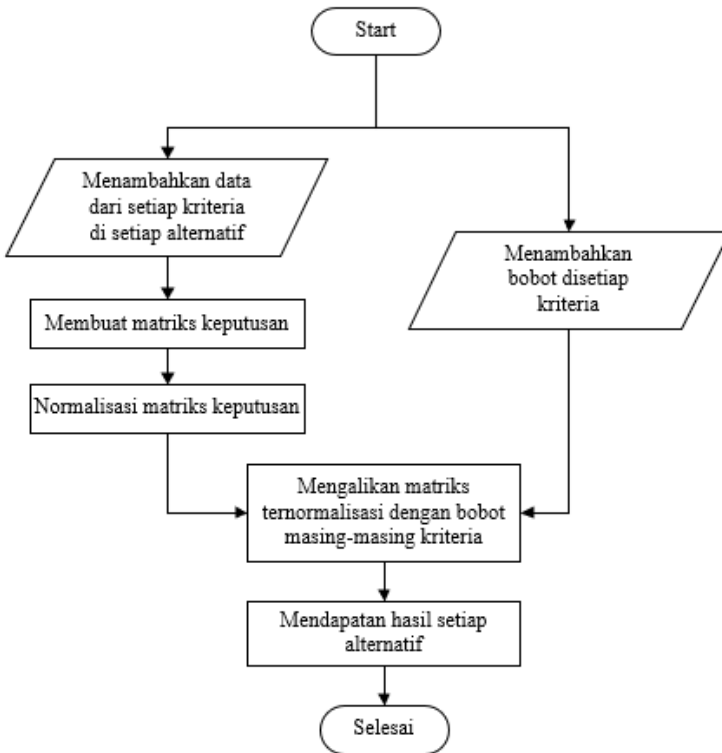 Start
Menambahkan data
dari setiap kriteria
di setiap alternatif
Menambahkan
bobot disetiap
kriteria
Membuat matriks keputusan
Normalisasi matriks keputusan
Mengalikan matriks
ternormalisasi dengan bobot
masing-masing kriteria
Mendapatan hasil setiap
alternatif
Selesai